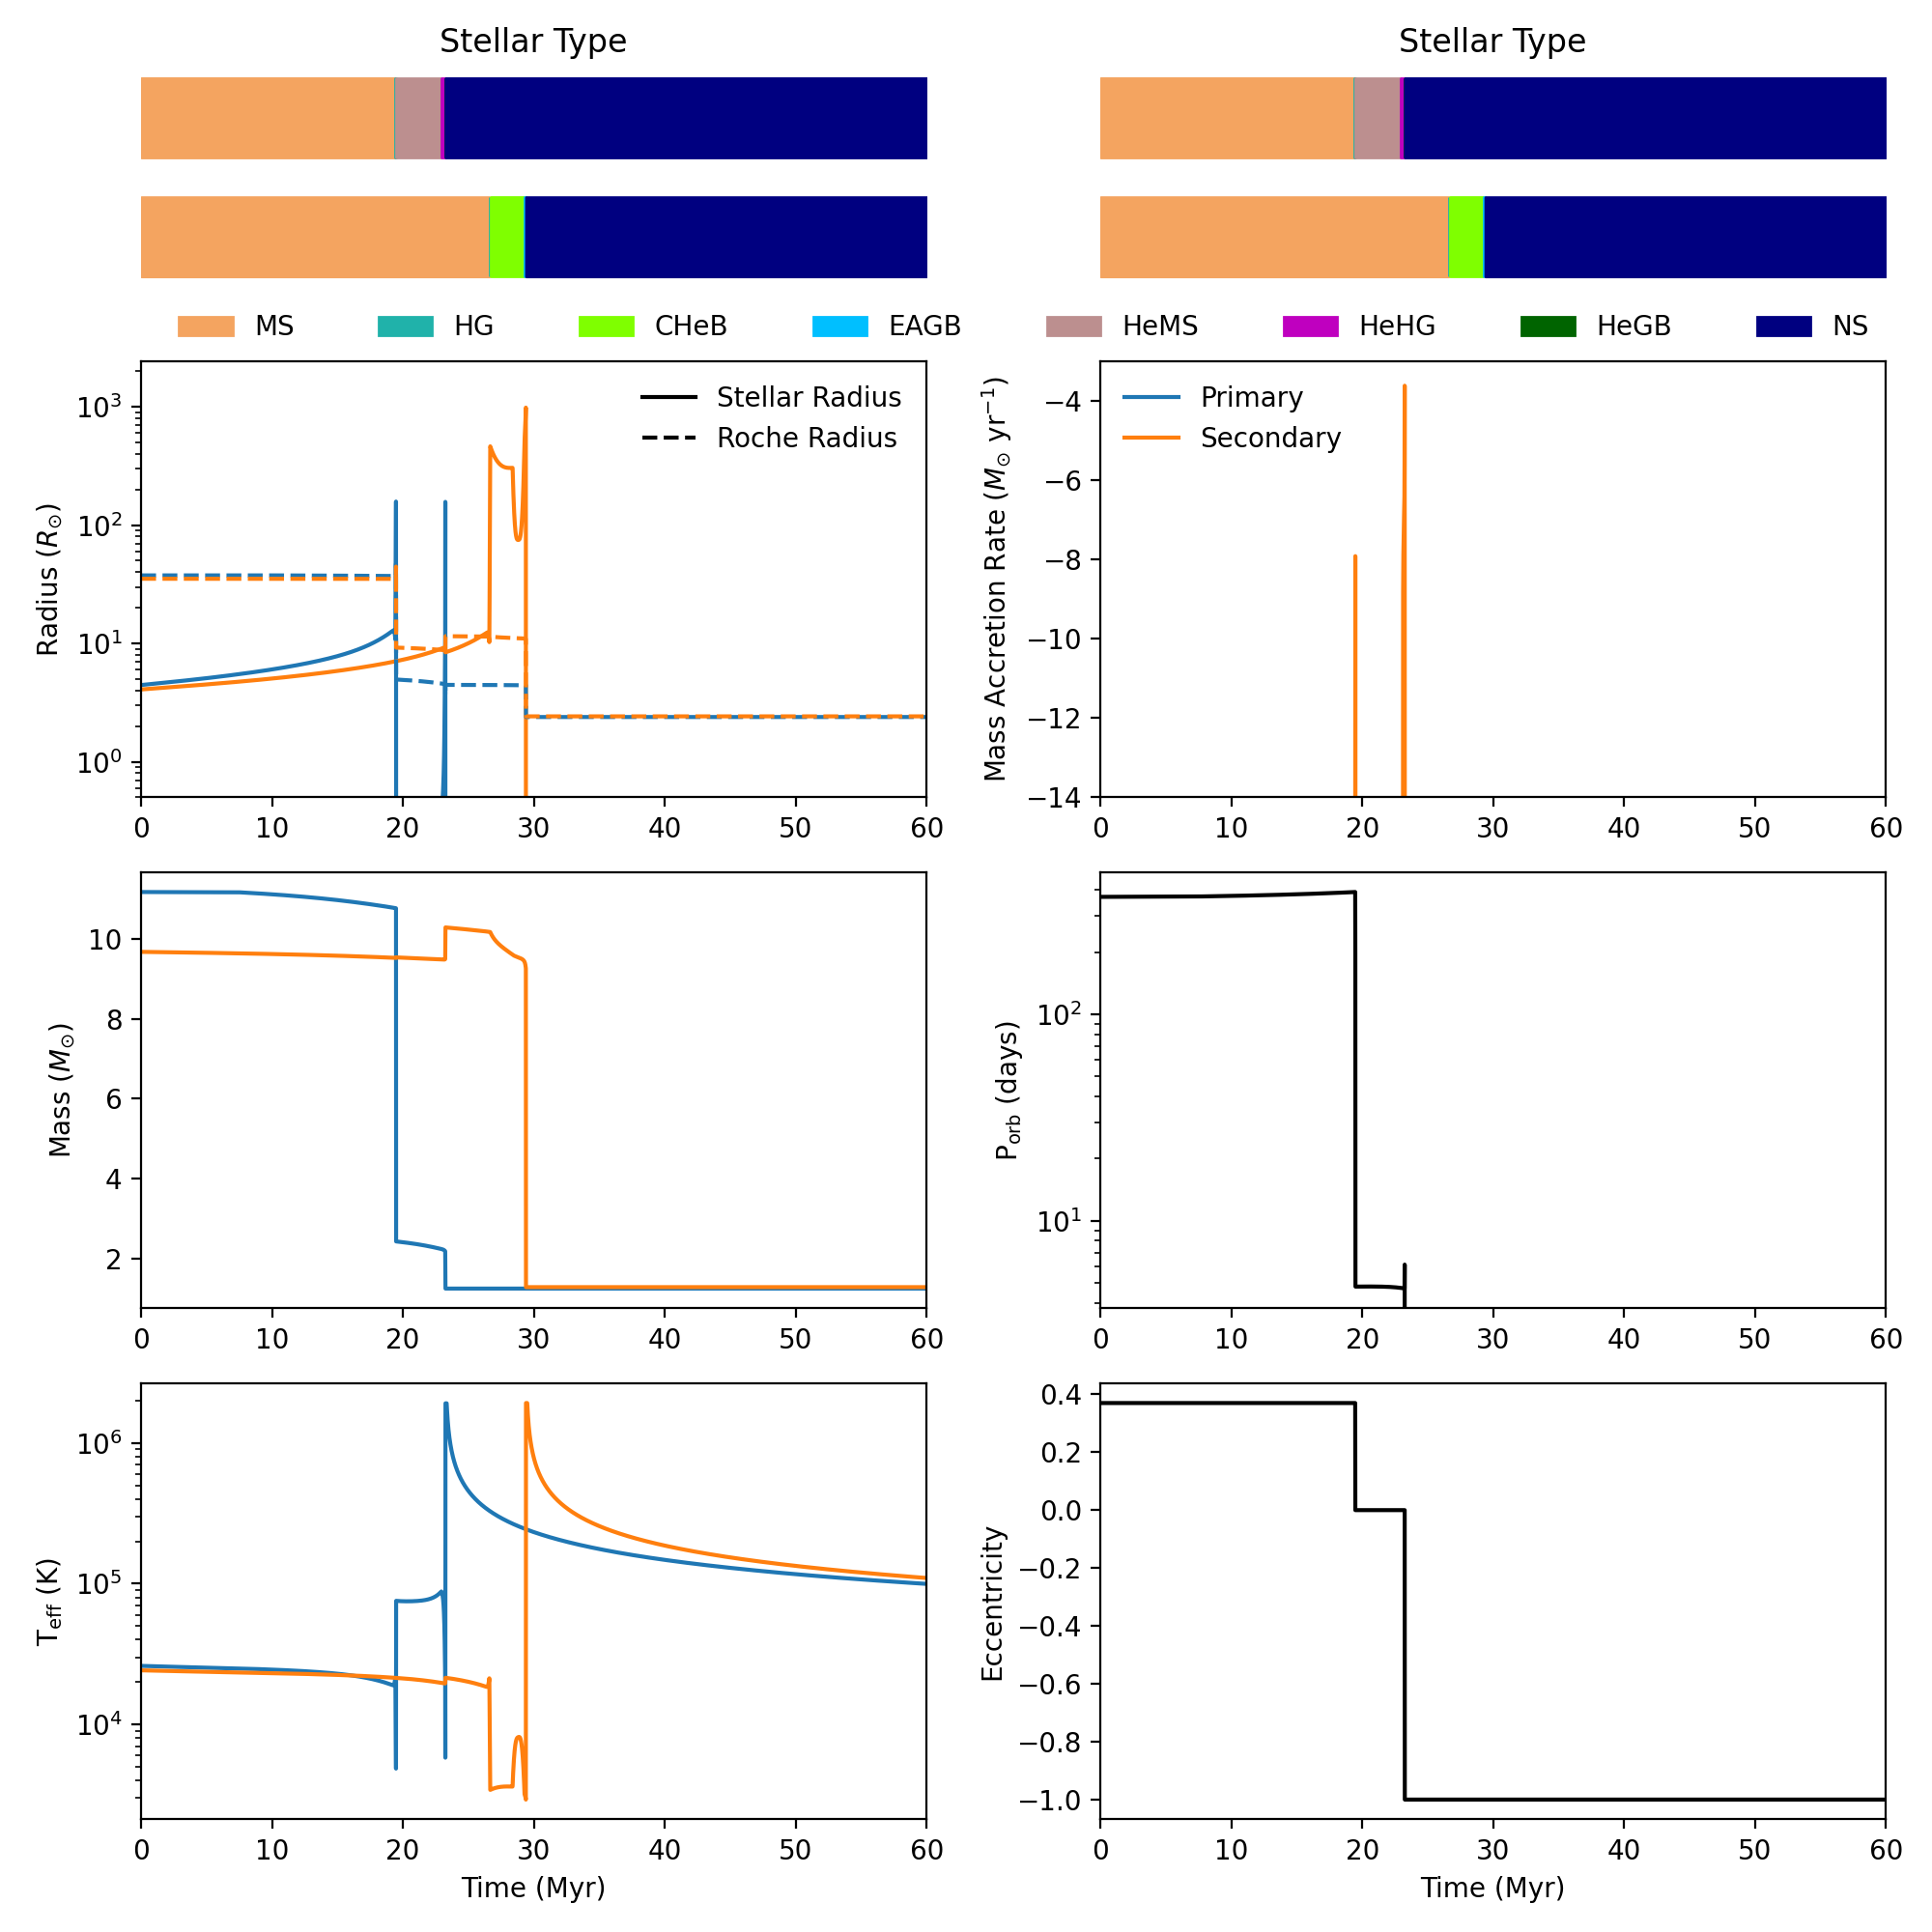 Stellar Type Stellar Type
MS HG CHeB EAGB HeMS HeHG HeGB NS
10³
10²
10¹
10⁰
Radius (R⊙)
Stellar Radius
Roche Radius
0 10 20 30 40 50 60
−4
−6
−8
−10
−12
−14
Mass Accretion Rate (M⊙ yr⁻¹)
Primary
Secondary
0 10 20 30 40 50 60
10
8
6
4
2
Mass (M⊙)
0 10 20 30 40 50 60
10²
10¹
P_orb (days)
0 10 20 30 40 50 60
10⁶
10⁵
10⁴
T_eff (K)
0 10 20 30 40 50 60
Time (Myr)
0.4
0.2
0.0
−0.2
−0.4
−0.6
−0.8
−1.0
Eccentricity
0 10 20 30 40 50 60
Time (Myr)